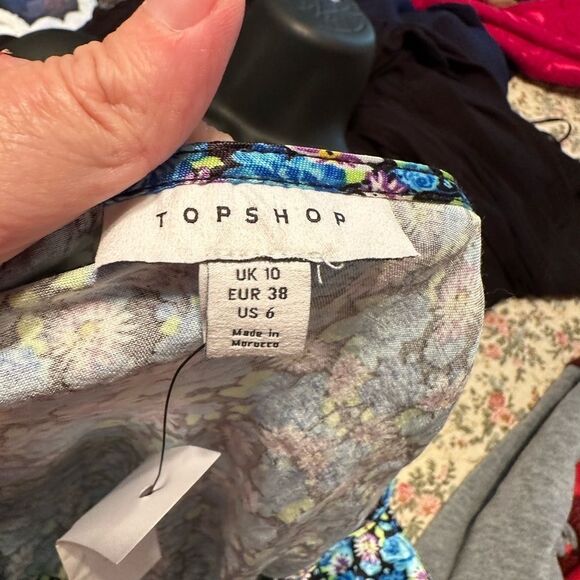 TOPSHOP
UK 10
EUR 38
US 6
Made in
Morocco